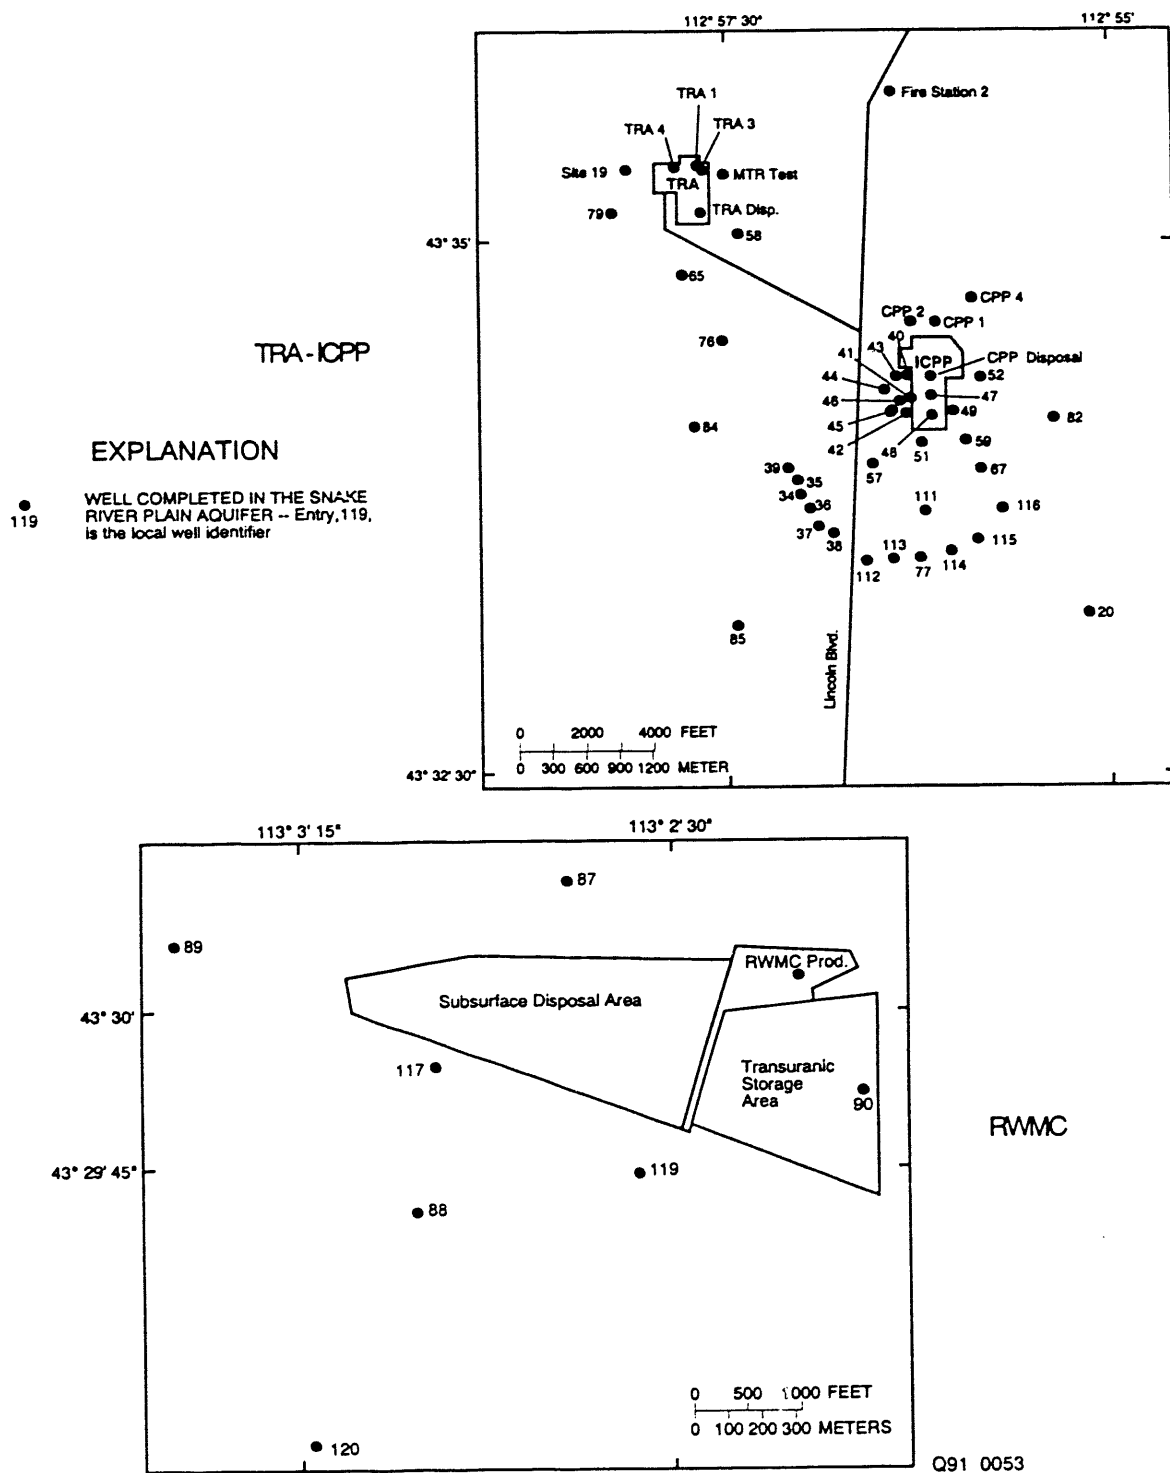 112° 57' 30"
112° 55'
Fire Station 2
TRA 1
TRA 4
TRA 3
Site 19
TRA
MTR Test
79
TRA Disp.
58
43° 35'
65
CPP 4
CPP 2
CPP 1
40
76
43
41
ICPP
CPP Disposal
TRA-ICPP
44
52
46
47
45
49
82
84
42
48
51
59
EXPLANATION
39
57
67
35
34
119
WELL COMPLETED IN THE SNAKE
RIVER PLAIN AQUIFER -- Entry,119,
is the local well identifier
36
111
116
37
38
113
115
112
77
114
20
85
Lincoln Blvd.
0 2000 4000 FEET
0 300 600 900 1200 METER
43° 32' 30"
113° 3' 15"
113° 2' 30"
87
89
RWMC Prod.
Subsurface Disposal Area
43° 30'
117
Transuranic
Storage
Area
90
RWMC
43° 29' 45"
119
88
0 500 1000 FEET
0 100 200 300 METERS
120
Q91 0053